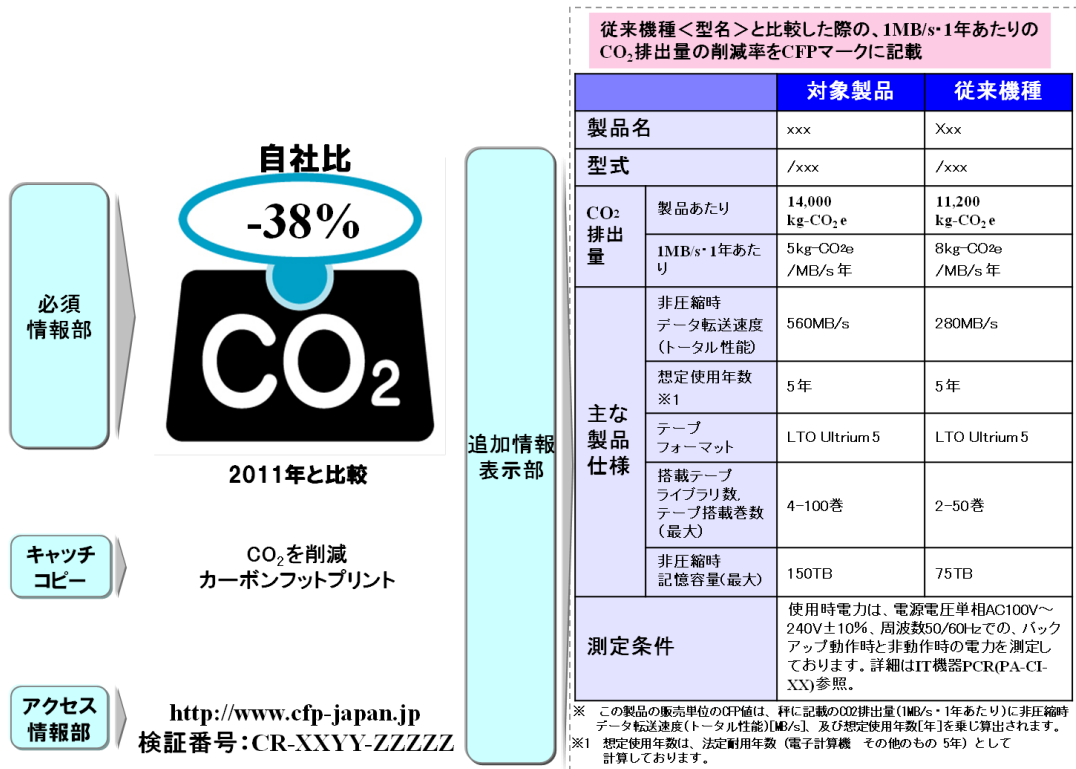 必須
情報部
自社比
-38%
CO2
2011年と比較
キャッチ
コピー
CO₂を削減
カーボンフットプリント
アクセス
情報部
http://www.cfp-japan.jp
検証番号:CR-XXYY-ZZZZZ
追加情報
表示部
従来機種<型名>と比較した際の、1MB/s・1年あたりの
CO₂排出量の削減率をCFPマークに記載
対象製品 従来機種
製品名 xxx Xxx
型式 /xxx /xxx
CO2
排出
量
製品あたり
14,000
kg-CO₂e
11,200
kg-CO₂e
1MB/s・1年あた
り
5kg-CO2e
/MB/s年
8kg-CO2e
/MB/s年
主な
製品
仕様
非圧縮時
データ転送速度
(トータル性能)
560MB/s 280MB/s
想定使用年数
※1
5年 5年
テープ
フォーマット
LTO Ultrium 5 LTO Ultrium 5
搭載テープ
ライブラリ数,
テープ搭載巻数
(最大)
4-100巻 2-50巻
非圧縮時
記憶容量(最大)
150TB 75TB
測定条件
使用時電力は、電源電圧単相AC100V~
240V±10%、周波数50/60Hzでの、バック
アップ動作時と非動作時の電力を測定し
ております。詳細はIT機器PCR(PA-CI-
XX)参照。
※ この製品の販売単位のCFP値は、秤に記載のCO2排出量(1MB/s・1年あたり)に非圧縮時
データ転送速度(トータル性能)[MB/s]、及び想定使用年数[年]を乗じ算出されます。
※1 想定使用年数は、法定耐用年数(電子計算機 その他のもの 5年)として
計算しております。